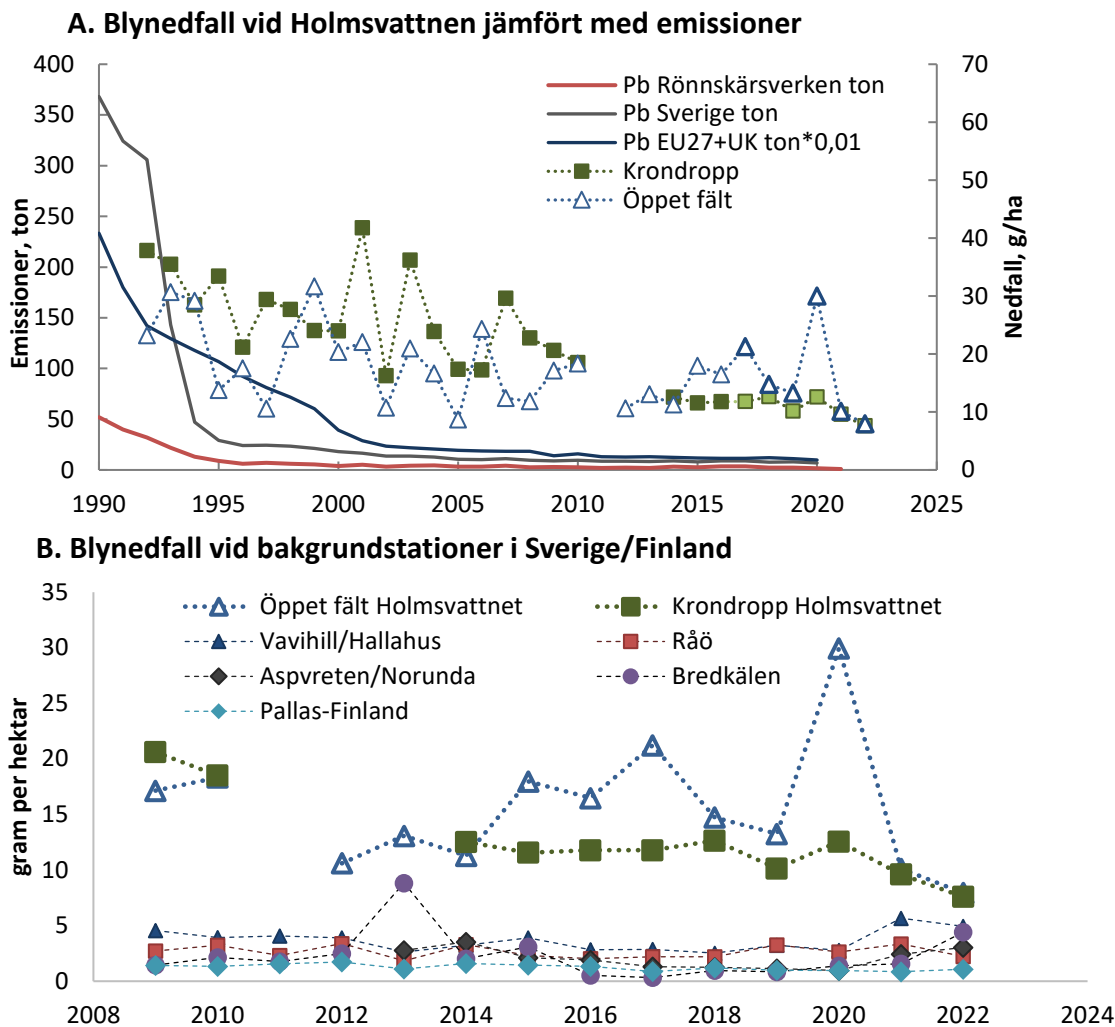 A. Blynedfall vid Holmsvattnen jämfört med emissioner
Emissioner, ton
400
350
300
250
200
150
100
50
0
Pb Rönnskärsverken ton
Pb Sverige ton
Pb EU27+UK ton*0,01
Krondropp
Öppet fält
70
60
50
40
30
20
10
0
Nedfall, g/ha
1990 1995 2000 2005 2010 2015 2020 2025
B. Blynedfall vid bakgrundstationer i Sverige/Finland
gram per hektar
35
30
25
20
15
10
5
0
Öppet fält Holmsvattnet Krondropp Holmsvattnet
Vavihill/Hallahus Råö
Aspvreten/Norunda Bredkälen
Pallas-Finland
2008 2010 2012 2014 2016 2018 2020 2022 2024